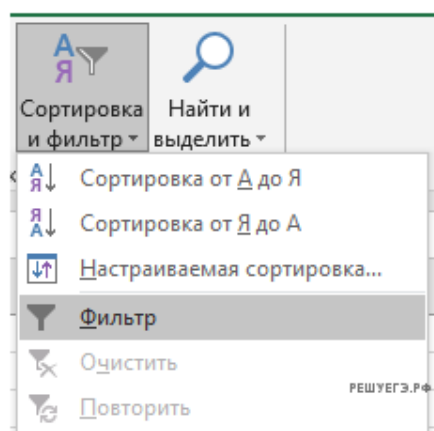 Сортировка
и фильтр
Найти и
выделить
Сортировка от А до Я
Сортировка от Я до А
Настраиваемая сортировка...
Фильтр
Очистить
РЕШУЕГЭ.РФ
Повторить